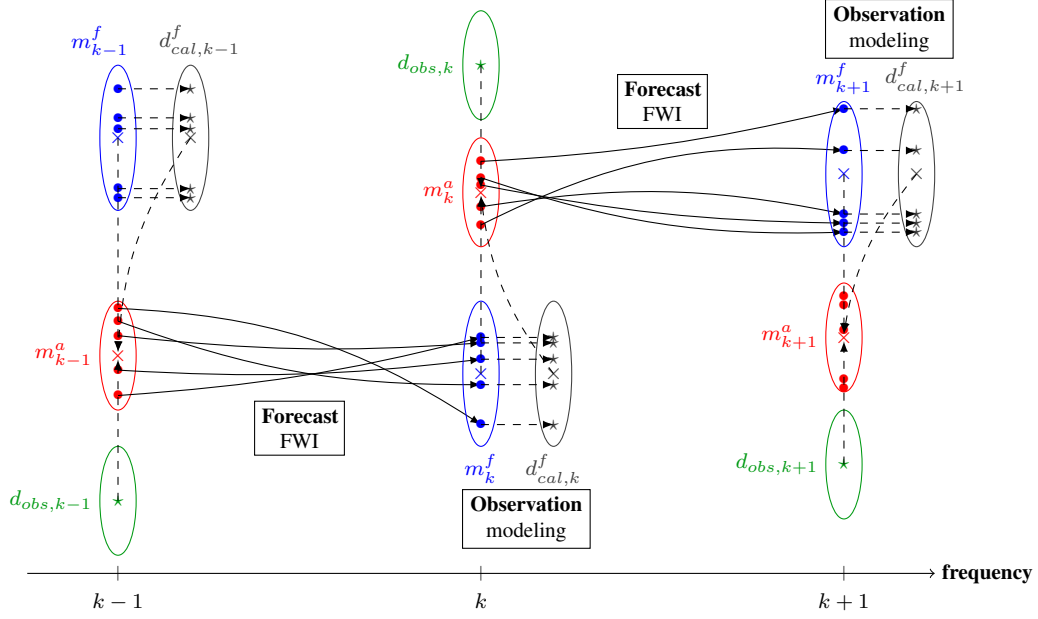 Observation
modeling
m^f_{k-1}
d^f_{cal,k-1}
d_{obs,k}
Forecast
FWI
m^f_{k+1}
d^f_{cal,k+1}
m^a_k
m^a_{k-1}
m^a_{k+1}
Forecast
FWI
m^f_k
d^f_{cal,k}
d_{obs,k-1}
d_{obs,k+1}
Observation
modeling
frequency
k − 1
k
k + 1